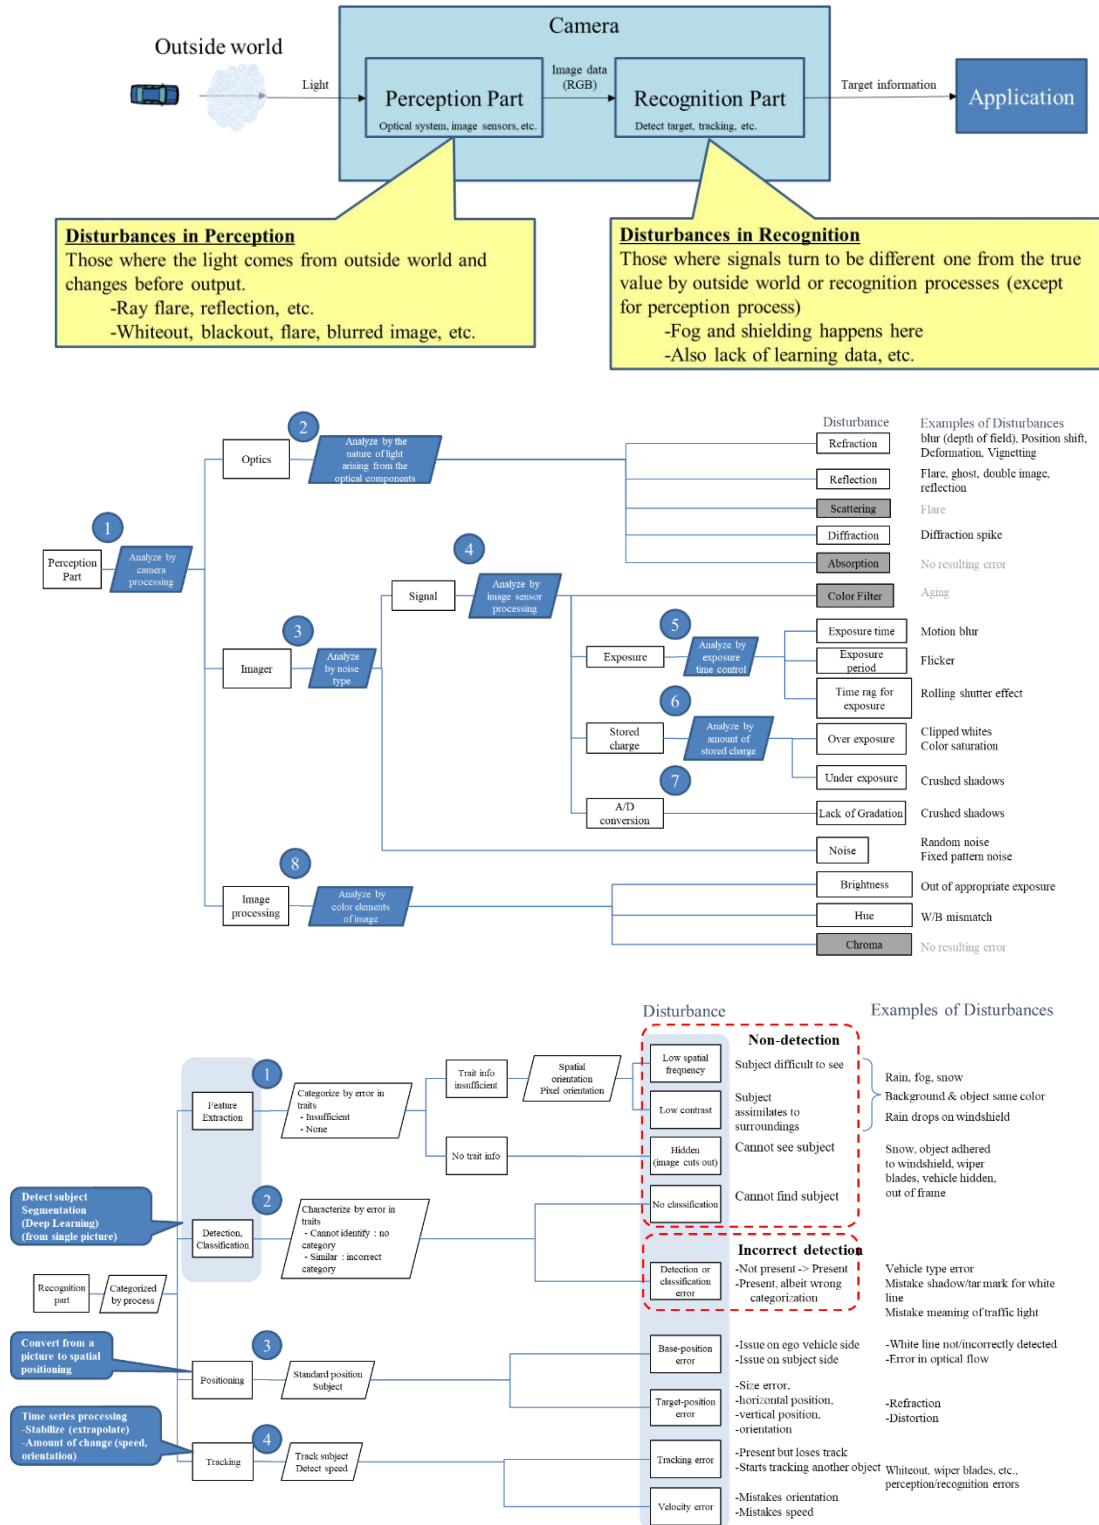 Camera
Outside world
Light
Perception Part
Optical system, image sensors, etc.
Image data
(RGB)
Recognition Part
Detect target, tracking, etc.
Target information
Application
Disturbances in Perception
Those where the light comes from outside world and
changes before output.
-Ray flare, reflection, etc.
-Whiteout, blackout, flare, blurred image, etc.
Disturbances in Recognition
Those where signals turn to be different one from the true
value by outside world or recognition processes (except
for perception process)
-Fog and shielding happens here
-Also lack of learning data, etc.
Disturbance
Examples of Disturbances
1
Perception
Part
Analyze by
camera
processing
2
Optics
Analyze by the
nature of light
arising from the
optical components
Refraction
blur (depth of field), Position shift,
Deformation, Vignetting
Reflection
Flare, ghost, double image,
reflection
Scattering
Flare
Diffraction
Diffraction spike
Absorption
No resulting error
3
Imager
Analyze
by noise
type
4
Signal
Analyze by
image sensor
processing
Color Filter
Aging
5
Exposure
Analyze by
exposure
time control
Exposure time
Motion blur
Exposure
period
Flicker
Time rag for
exposure
Rolling shutter effect
6
Stored
charge
Analyze by
amount of
stored charge
Over exposure
Clipped whites
Color saturation
Under exposure
Crushed shadows
7
A/D
conversion
Lack of Gradation
Crushed shadows
Noise
Random noise
Fixed pattern noise
8
Image
processing
Analyze by
color elements
of image
Brightness
Out of appropriate exposure
Hue
W/B mismatch
Chroma
No resulting error
Disturbance
Examples of Disturbances
Non-detection
1
Feature
Extraction
Categorize by error in
traits
- Insufficient
- None
Trait info
insufficient
Spatial
orientation
Pixel orientation
Low spatial
frequency
Subject difficult to see
Low contrast
Subject
assimilates to
surroundings
Rain, fog, snow
Background & object same color
Rain drops on windshield
No trait info
Hidden
(image cuts out)
Cannot see subject
Snow, object adhered
to windshield, wiper
blades, vehicle hidden,
out of frame
Detect subject
Segmentation
(Deep Learning)
(from single picture)
2
Detection,
Classification
Characterize by error in
traits
- Cannot identify : no
category
- Similar : incorrect
category
No classification
Cannot find subject
Incorrect detection
Detection or
classification
error
-Not present -> Present
-Present, albeit wrong
categorization
Vehicle type error
Mistake shadow/tar mark for white
line
Mistake meaning of traffic light
Recognition
part
Categorized
by process
Convert from a
picture to spatial
positioning
3
Positioning
Standard position
Subject
Base-position
error
-Issue on ego vehicle side
-Issue on subject side
-White line not/incorrectly detected
-Error in optical flow
Target-position
error
-Size error,
-horizontal position,
-vertical position,
-orientation
-Refraction
-Distortion
Time series processing
-Stabilize (extrapolate)
-Amount of change (speed,
orientation)
4
Tracking
Track subject
Detect speed
Tracking error
-Present but loses track
-Starts tracking another object
Whiteout, wiper blades, etc.,
perception/recognition errors
Velocity error
-Mistakes orientation
-Mistakes speed